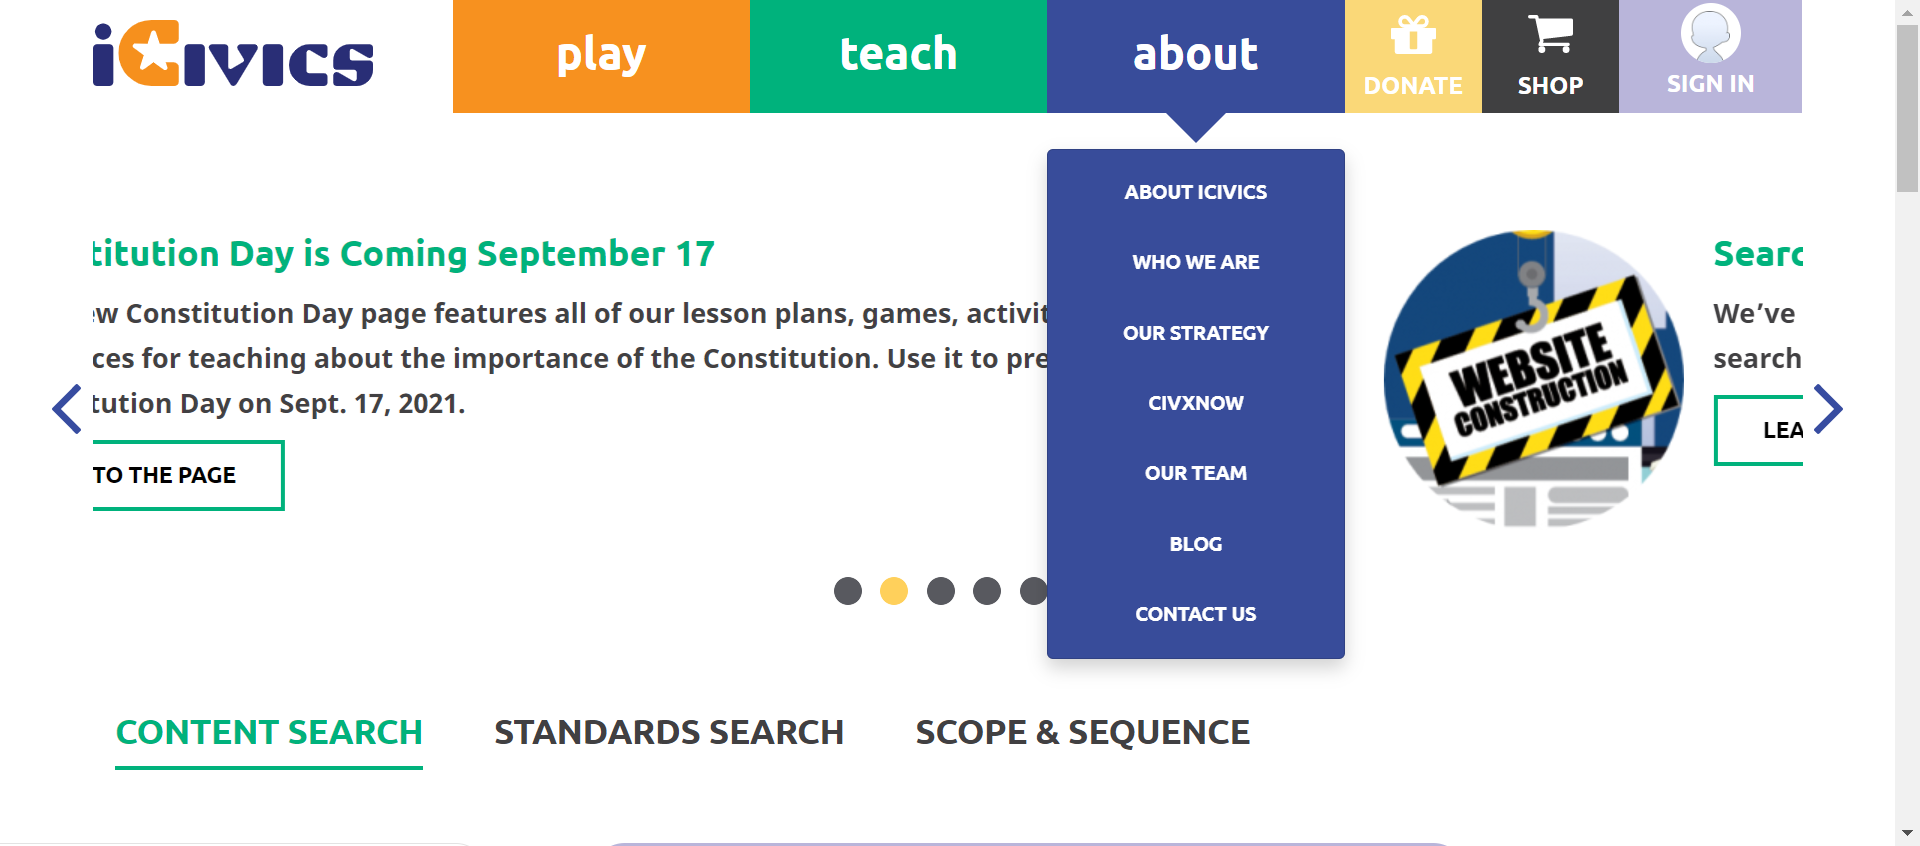 iCivics
play
teach
about
DONATE
SHOP
SIGN IN
ABOUT ICIVICS
WHO WE ARE
OUR STRATEGY
CIVXNOW
OUR TEAM
BLOG
CONTACT US
titution Day is Coming September 17
ew Constitution Day page features all of our lesson plans, games, activit
ces for teaching about the importance of the Constitution. Use it to pre
tution Day on Sept. 17, 2021.
TO THE PAGE
WEBSITE
CONSTRUCTION
Searc
We've
search
LEA
CONTENT SEARCH
STANDARDS SEARCH
SCOPE & SEQUENCE